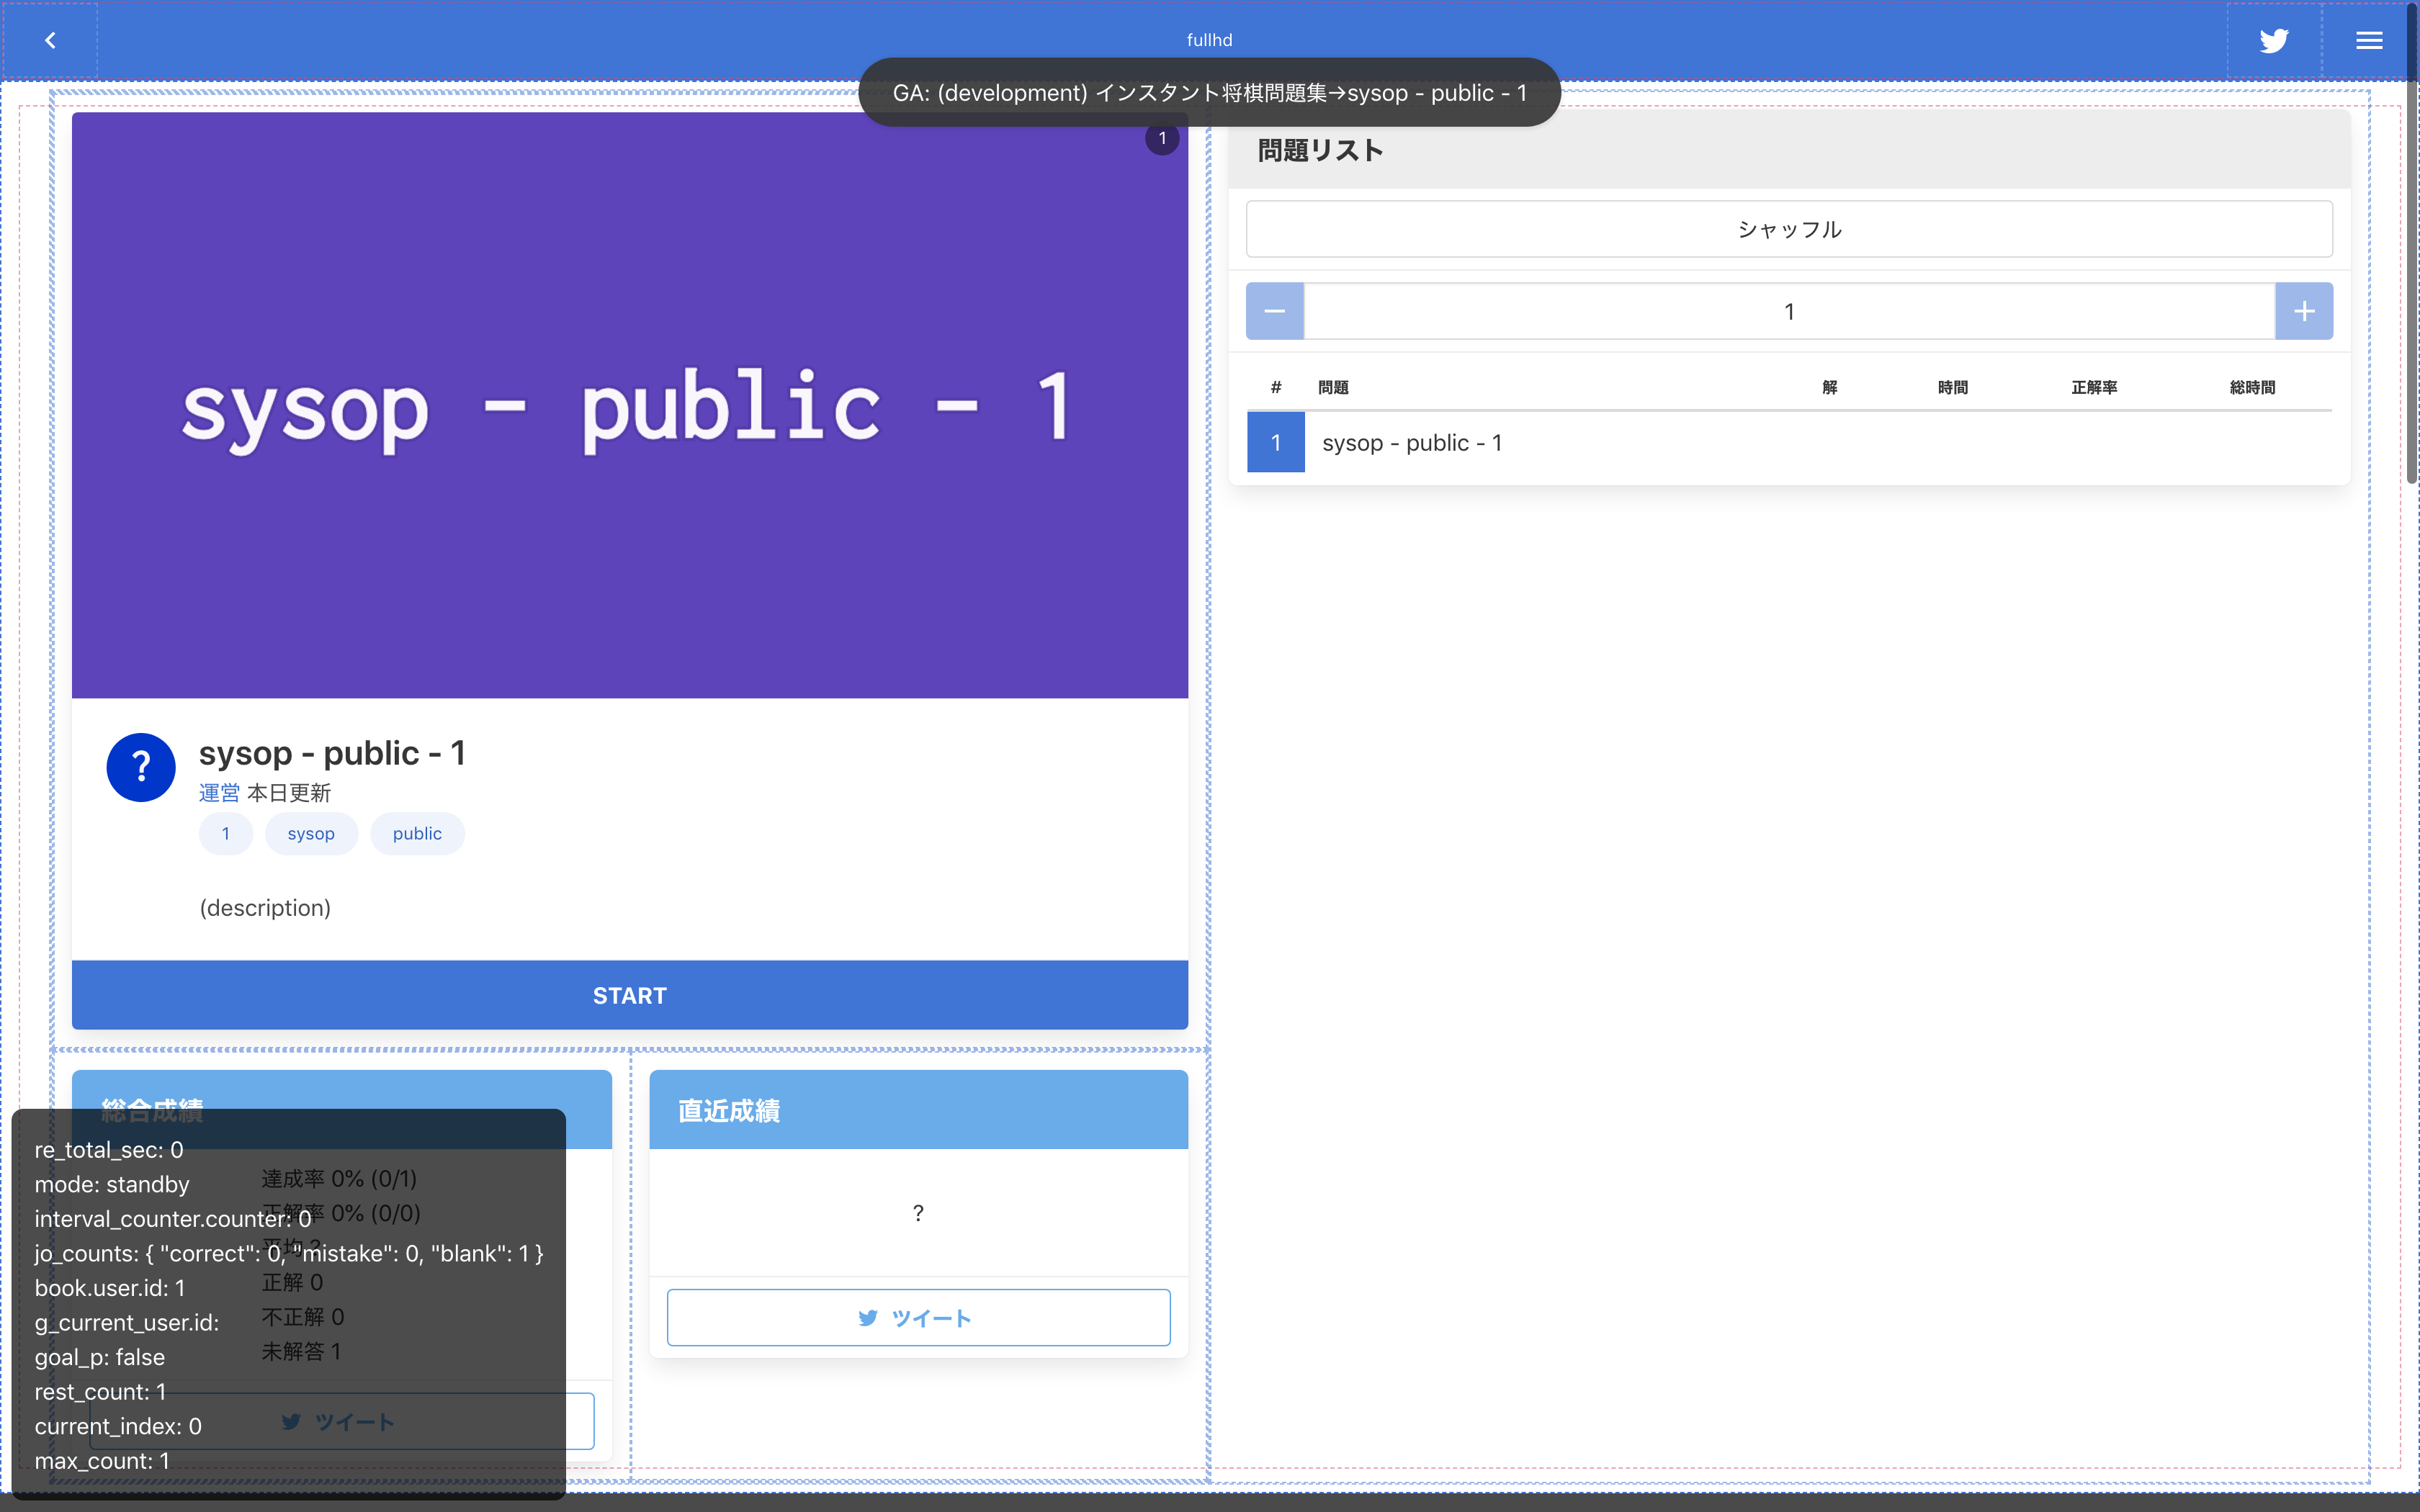 fullhd
GA: (development) インスタント将棋問題集→sysop - public - 1
1
sysop - public - 1
?
sysop - public - 1
運営 本日更新
1 sysop public
(description)
START
総合成績
達成率 0% (0/1)
正解率 0% (0/0)
平均 ?
正解 0
不正解 0
未解答 1
ツイート
直近成績
?
ツイート
re_total_sec: 0
mode: standby
interval_counter.counter: 0
jo_counts: { "correct": 0, "mistake": 0, "blank": 1 }
book.user.id: 1
g_current_user.id:
goal_p: false
rest_count: 1
current_index: 0
max_count: 1
問題リスト
シャッフル
1
# 問題 解 時間 正解率 総時間
1 sysop - public - 1